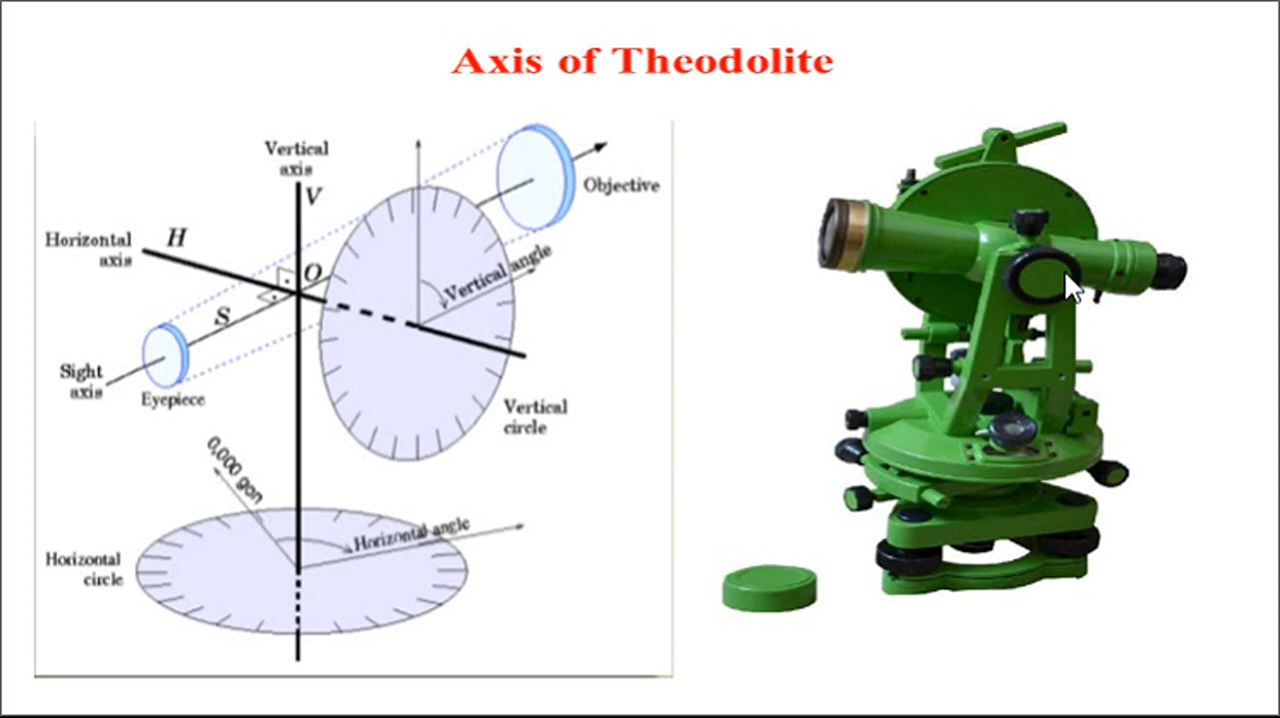 Axis of Theodolite
Vertical
axis
V
Objective
Horizontal
axis
H
O
Vertical angle
S
Sight
axis
Eyepiece
Vertical
circle
0,000 gon
Horizontal angle
Horizontal
circle